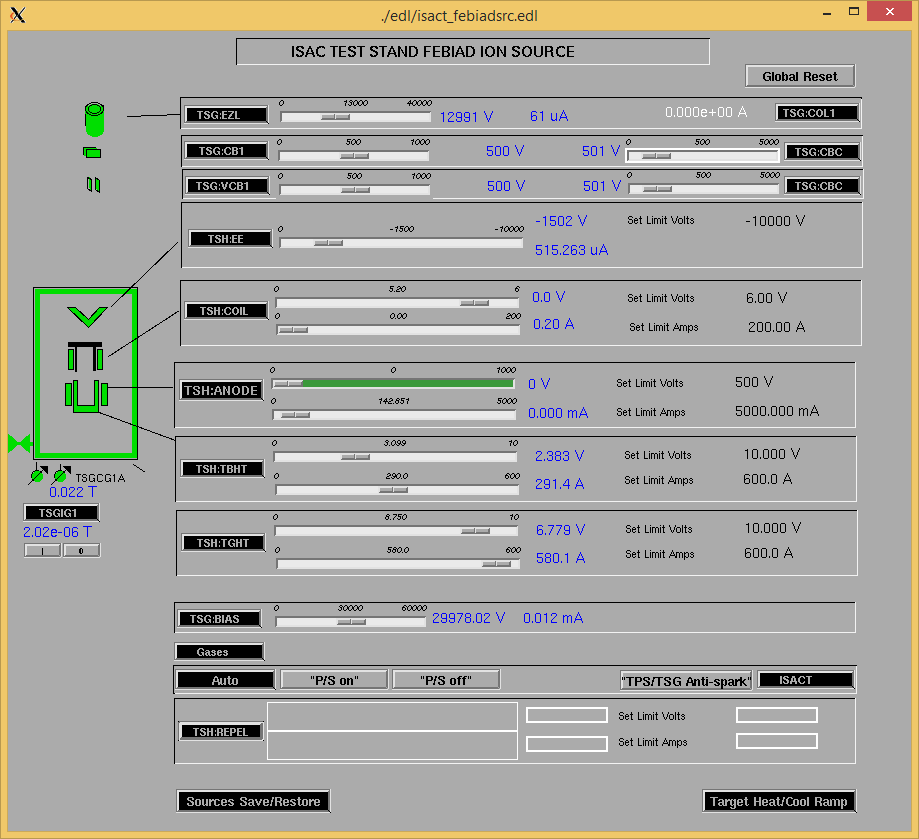 ./edl/isact_febiadsrc.edl
ISAC TEST STAND FEBIAD ION SOURCE
Global Reset
0 13000 40000
TSG:EZL 12991 V 61 uA 0.000e+00 A TSG:COL1
0 500 1000 0 500 5000
TSG:CB1 500 V 501 V TSG:CBC
0 500 1000 0 500 5000
TSG:VCB1 500 V 501 V TSG:CBC
-1502 V Set Limit Volts -10000 V
0 -1500 -10000
TSH:EE
515.263 uA
0 5.20 6
0.0 V Set Limit Volts 6.00 V
TSH:COIL
0 0.00 200
0.20 A Set Limit Amps 200.00 A
0 0 1000
0 V Set Limit Volts 500 V
TSH:ANODE
0 142.851 5000
0.000 mA Set Limit Amps 5000.000 mA
0 3.099 10
2.383 V Set Limit Volts 10.000 V
TSH:TBHT
0 290.0 600
291.4 A Set Limit Amps 600.0 A
TSGCG1A
0.022 T
TSGIG1
2.02e-06 T
I 0
0 6.750 10
6.779 V Set Limit Volts 10.000 V
TSH:TGHT
0 580.0 600
580.1 A Set Limit Amps 600.0 A
0 30000 60000
TSG:BIAS 29978.02 V 0.012 mA
Gases
Auto "P/S on" "P/S off" "TPS/TSG Anti-spark" ISACT
Set Limit Volts
TSH:REPEL
Set Limit Amps
Sources Save/Restore Target Heat/Cool Ramp